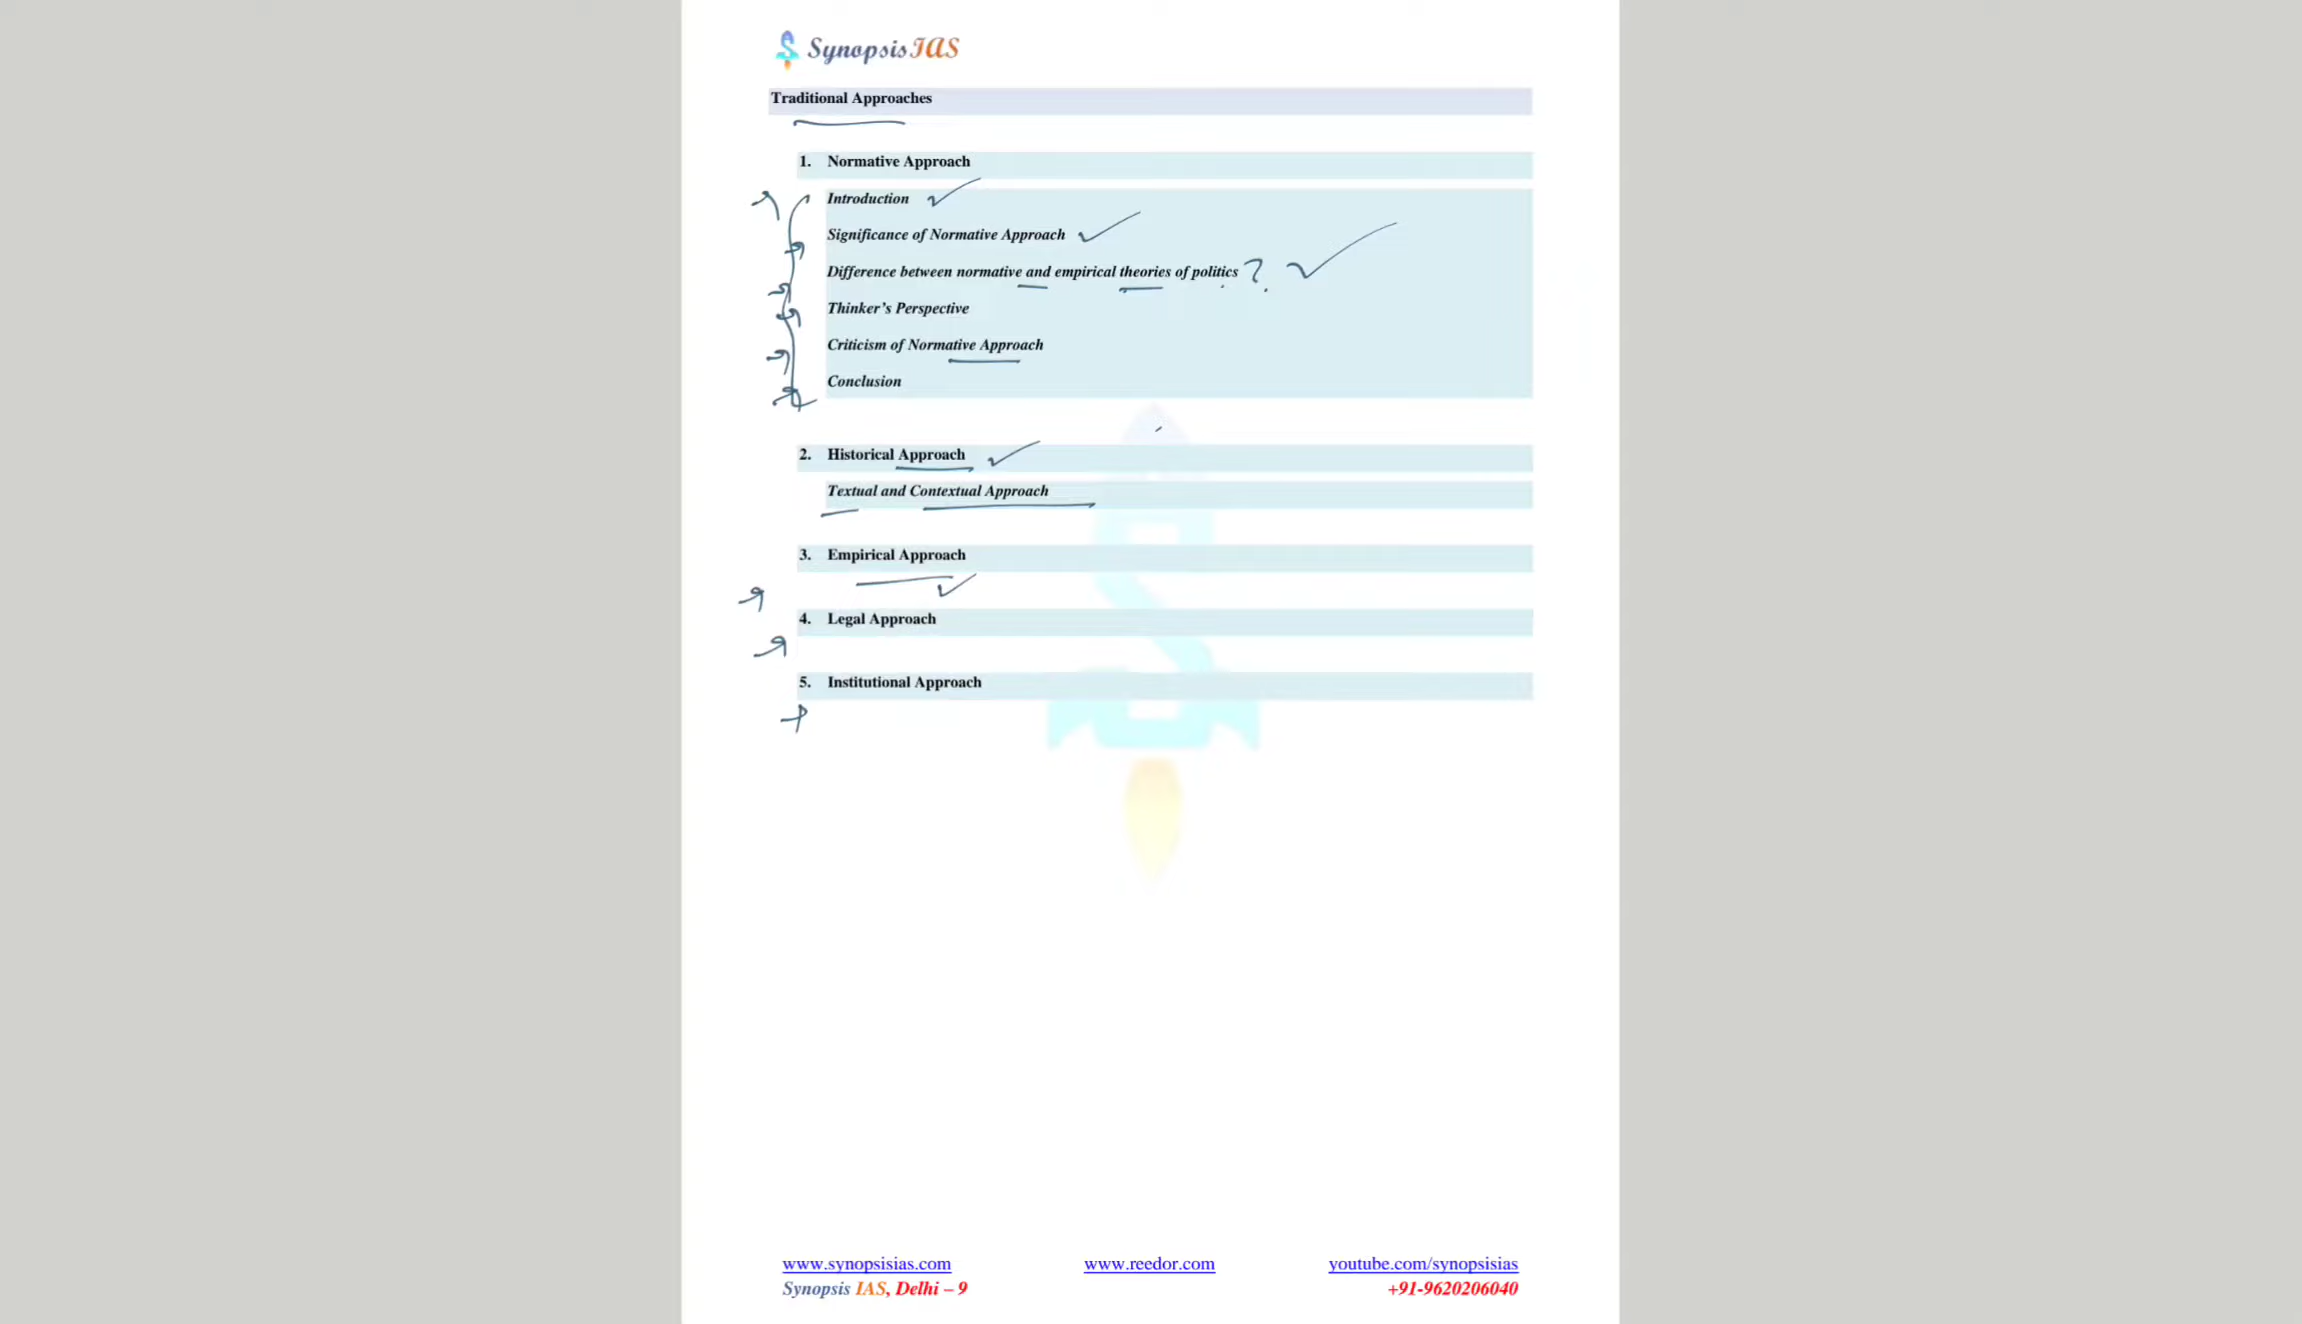 Synopsis IAS
Traditional Approaches
1. Normative Approach
Introduction
Significance of Normative Approach
Difference between normative and empirical theories of politics ?
Thinker's Perspective
Criticism of Normative Approach
Conclusion
2. Historical Approach
Textual and Contextual Approach
3. Empirical Approach
4. Legal Approach
5. Institutional Approach
www.synopsisias.com www.reedor.com youtube.com/synopsisias
Synopsis IAS, Delhi – 9 +91-9620206040